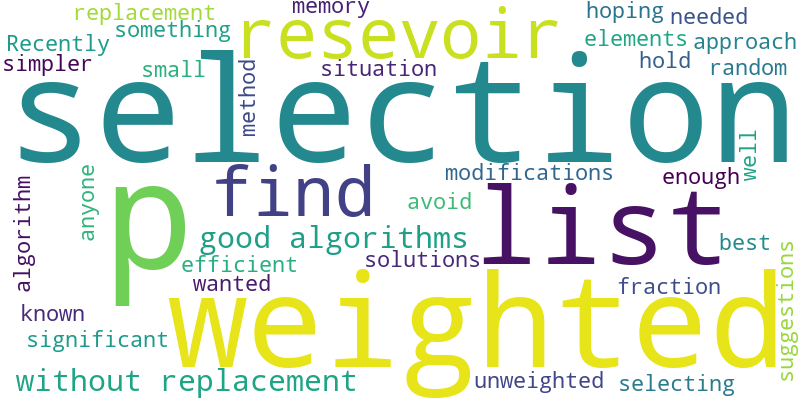 replacement
memory
hoping
needed
Recently
something
resevoir
elements
approach
simpler
small
method
situation
hold
random
selection
algorithm
anyone
p
find
modifications
enough
well
avoid
list
good algorithms
best
efficient
solutions
wanted
weighted
fraction
suggestions
known
significant
without replacement
unweighted
selecting